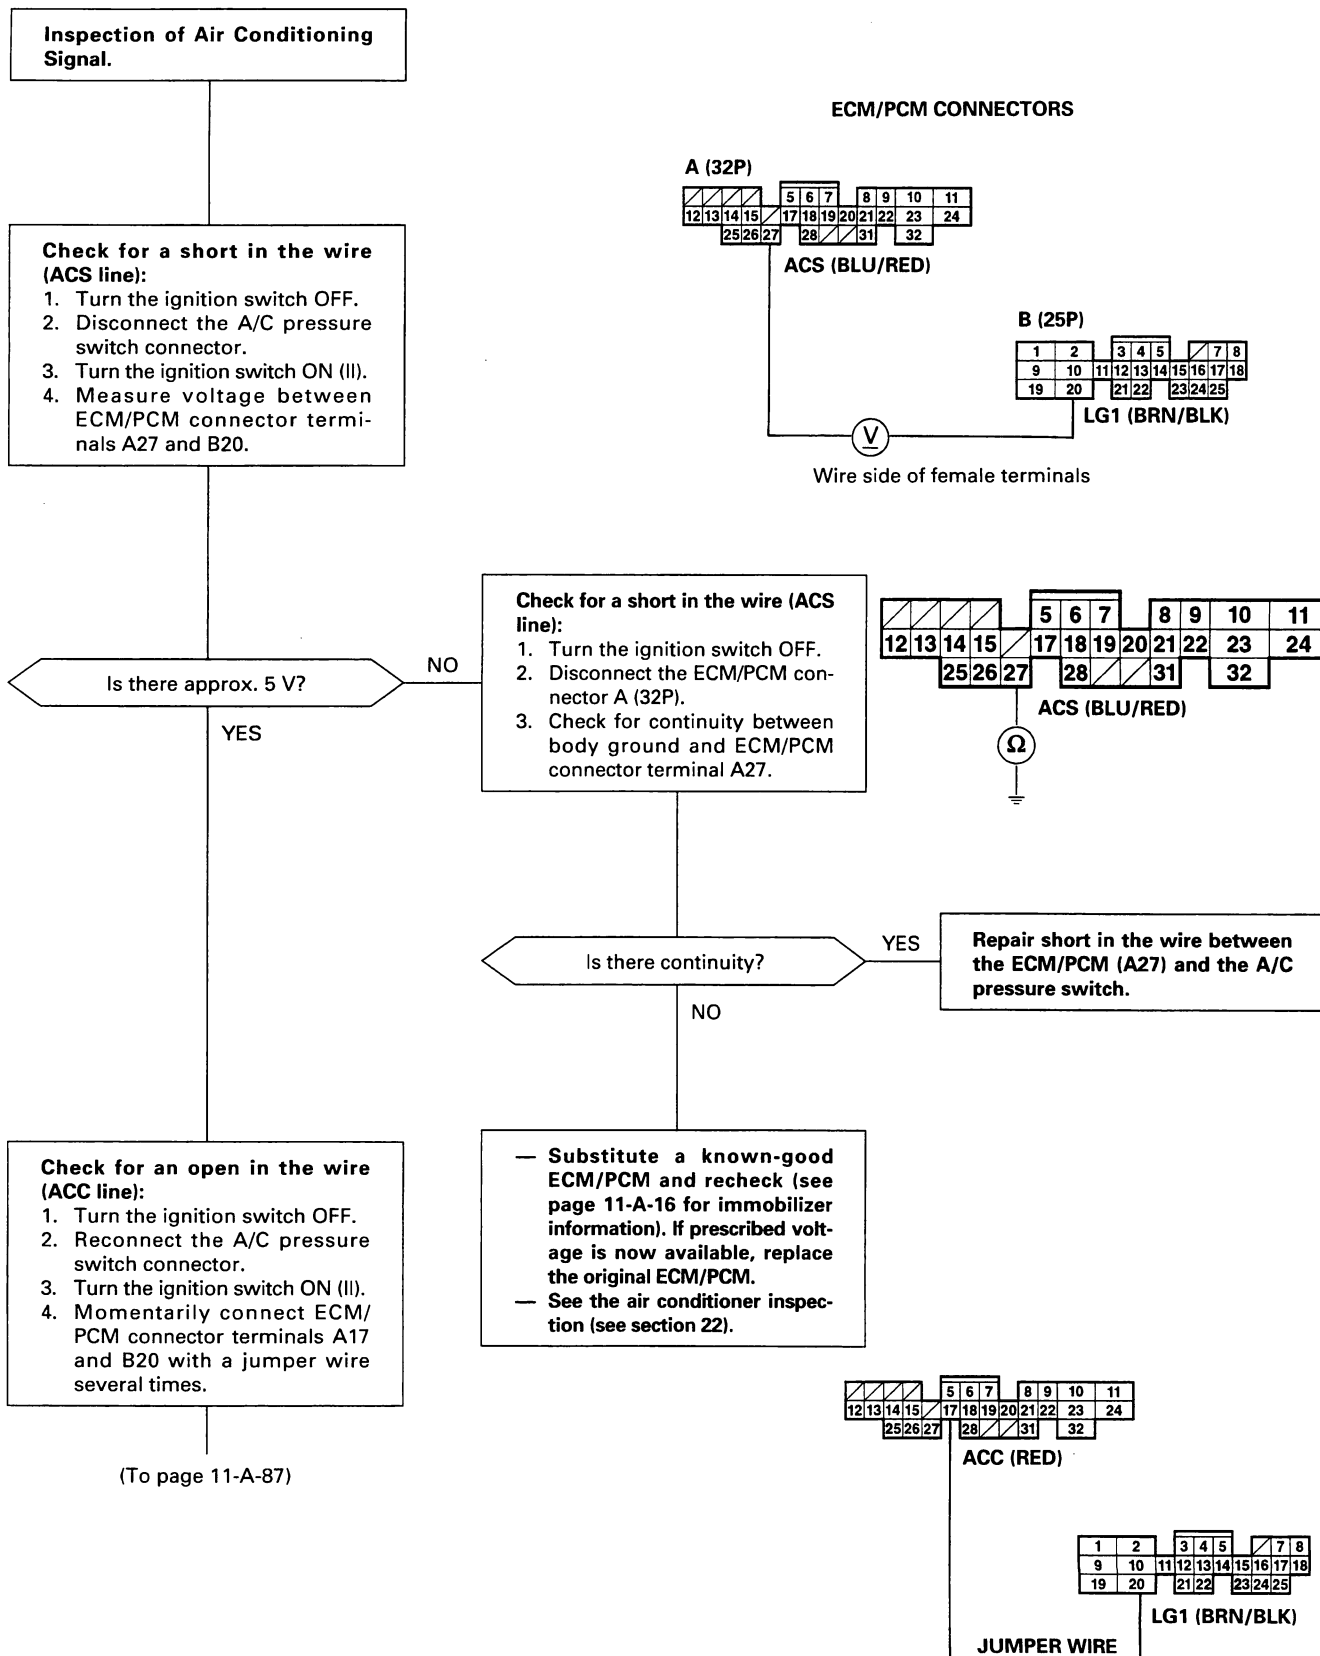 Inspection of Air Conditioning
Signal.
ECM/PCM CONNECTORS
A (32P)
5 6 7 8 9 10 11
12 13 14 15 17 18 19 20 21 22 23 24
25 26 27 28 31 32
ACS (BLU/RED)
B (25P)
1 2 3 4 5 7 8
9 10 11 12 13 14 15 16 17 18
19 20 21 22 23 24 25
LG1 (BRN/BLK)
V
Wire side of female terminals
Check for a short in the wire
(ACS line):
1. Turn the ignition switch OFF.
2. Disconnect the A/C pressure
switch connector.
3. Turn the ignition switch ON (II).
4. Measure voltage between
ECM/PCM connector termi-
nals A27 and B20.
Is there approx. 5 V?
NO
YES
Check for a short in the wire (ACS
line):
1. Turn the ignition switch OFF.
2. Disconnect the ECM/PCM con-
nector A (32P).
3. Check for continuity between
body ground and ECM/PCM
connector terminal A27.
5 6 7 8 9 10 11
12 13 14 15 17 18 19 20 21 22 23 24
25 26 27 28 31 32
ACS (BLU/RED)
Ω
Is there continuity?
YES
NO
Repair short in the wire between
the ECM/PCM (A27) and the A/C
pressure switch.
— Substitute a known-good
ECM/PCM and recheck (see
page 11-A-16 for immobilizer
information). If prescribed volt-
age is now available, replace
the original ECM/PCM.
— See the air conditioner inspec-
tion (see section 22).
Check for an open in the wire
(ACC line):
1. Turn the ignition switch OFF.
2. Reconnect the A/C pressure
switch connector.
3. Turn the ignition switch ON (II).
4. Momentarily connect ECM/
PCM connector terminals A17
and B20 with a jumper wire
several times.
(To page 11-A-87)
5 6 7 8 9 10 11
12 13 14 15 17 18 19 20 21 22 23 24
25 26 27 28 31 32
ACC (RED)
1 2 3 4 5 7 8
9 10 11 12 13 14 15 16 17 18
19 20 21 22 23 24 25
LG1 (BRN/BLK)
JUMPER WIRE